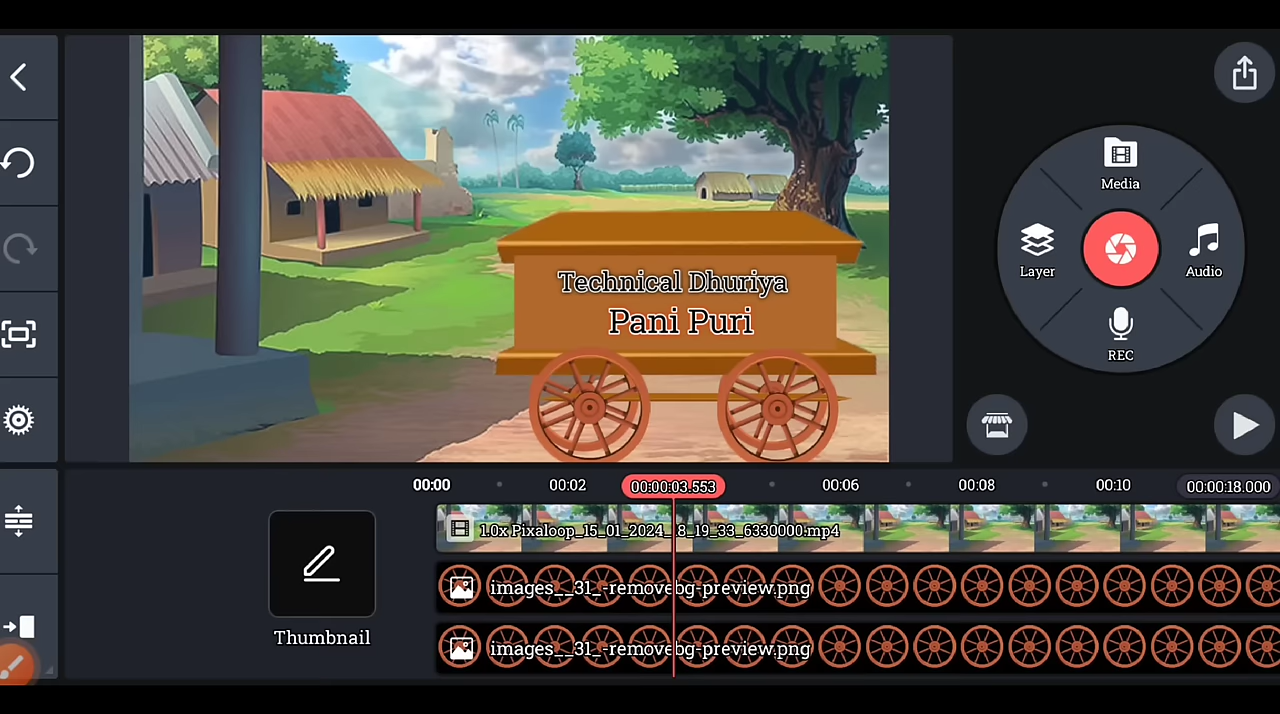 Technical Dhuriya
Pani Puri
Media
Layer
Audio
REC
00:00
00:02
00:00:03.553
00:06
00:08
00:10
00:00:18.000
1.0x Pixaloop_15_01_2024_18_19_33_6330000.mp4
images__31_-removebg-preview.png
images__31_-removebg-preview.png
Thumbnail